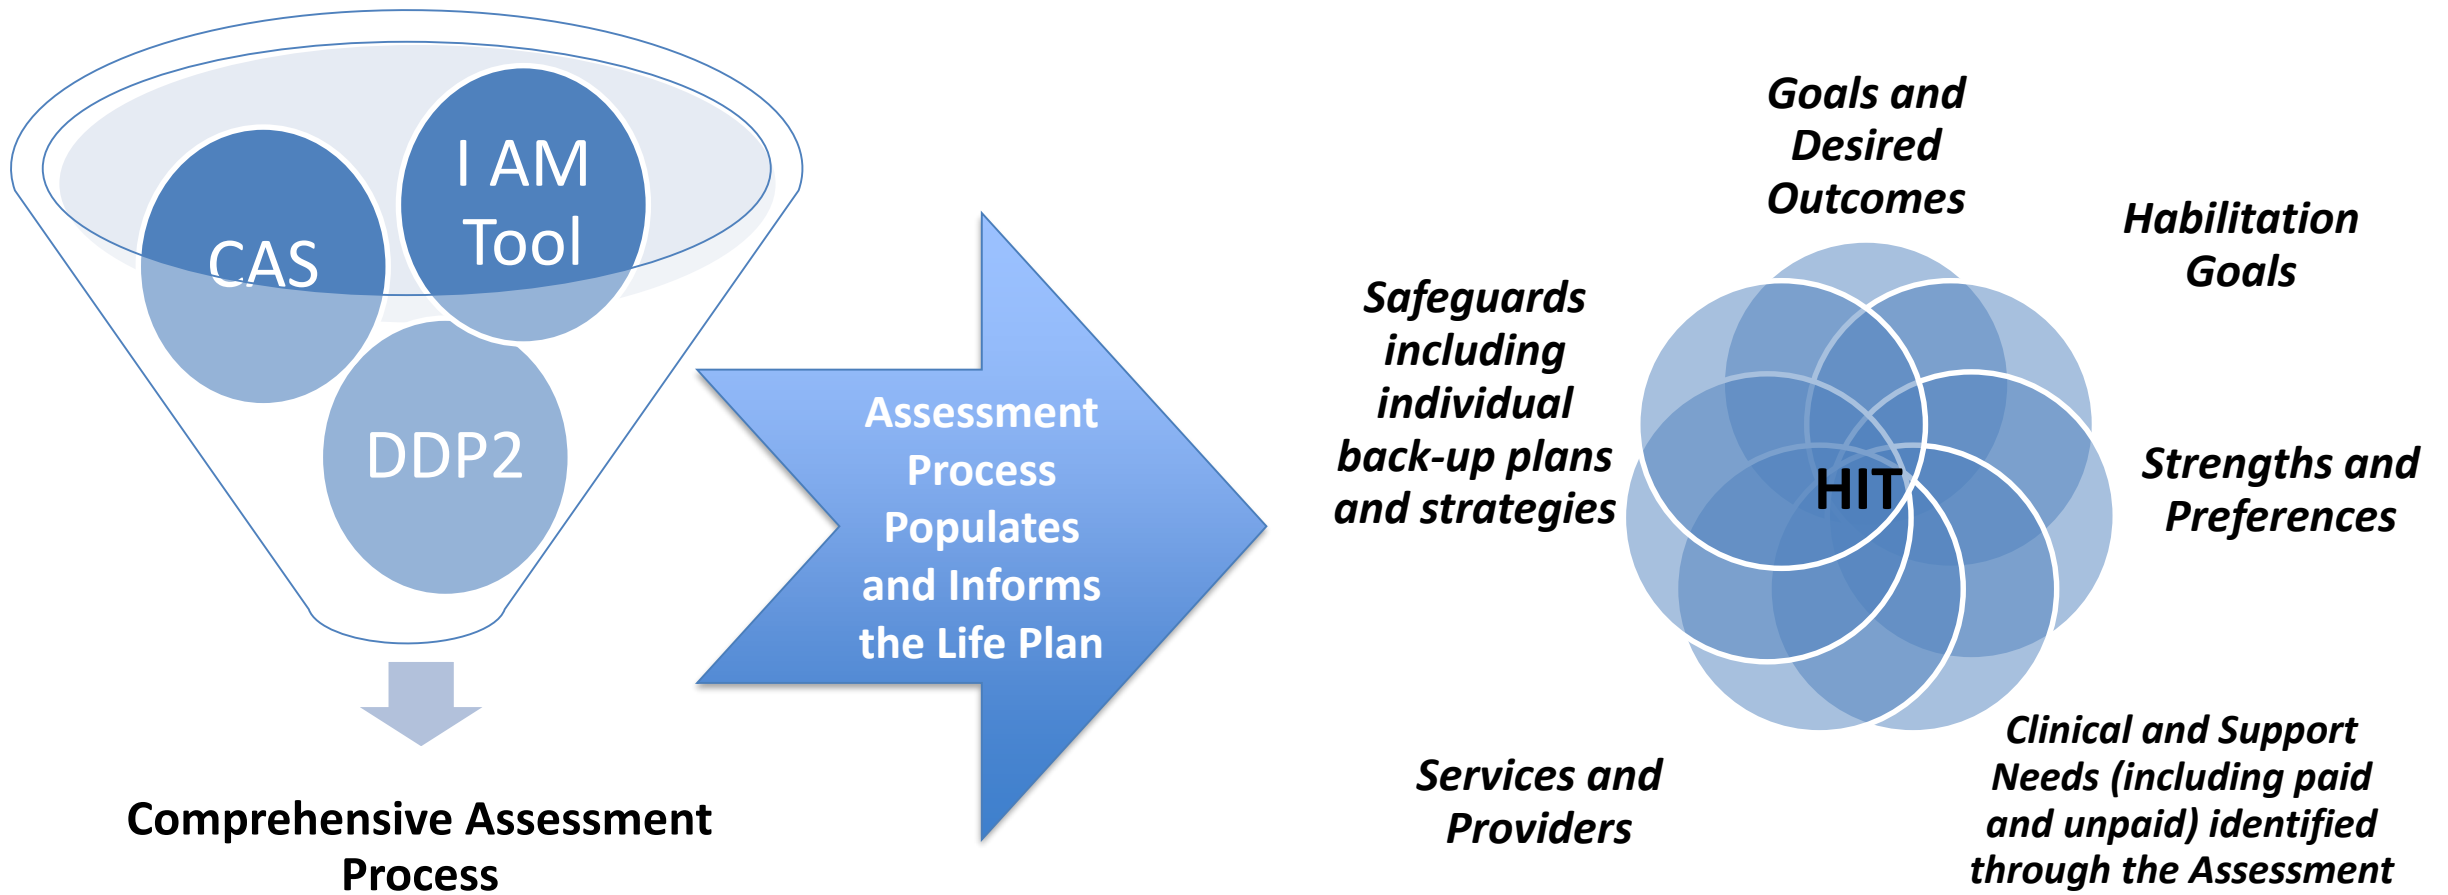 I AM
Tool
CAS
DDP2
Comprehensive Assessment
Process
Assessment
Process
Populates
and Informs
the Life Plan
Goals and
Desired
Outcomes
Habilitation
Goals
Strengths and
Preferences
Clinical and Support
Needs (including paid
and unpaid) identified
through the Assessment
Services and
Providers
Safeguards
including
individual
back-up plans
and strategies
HIT